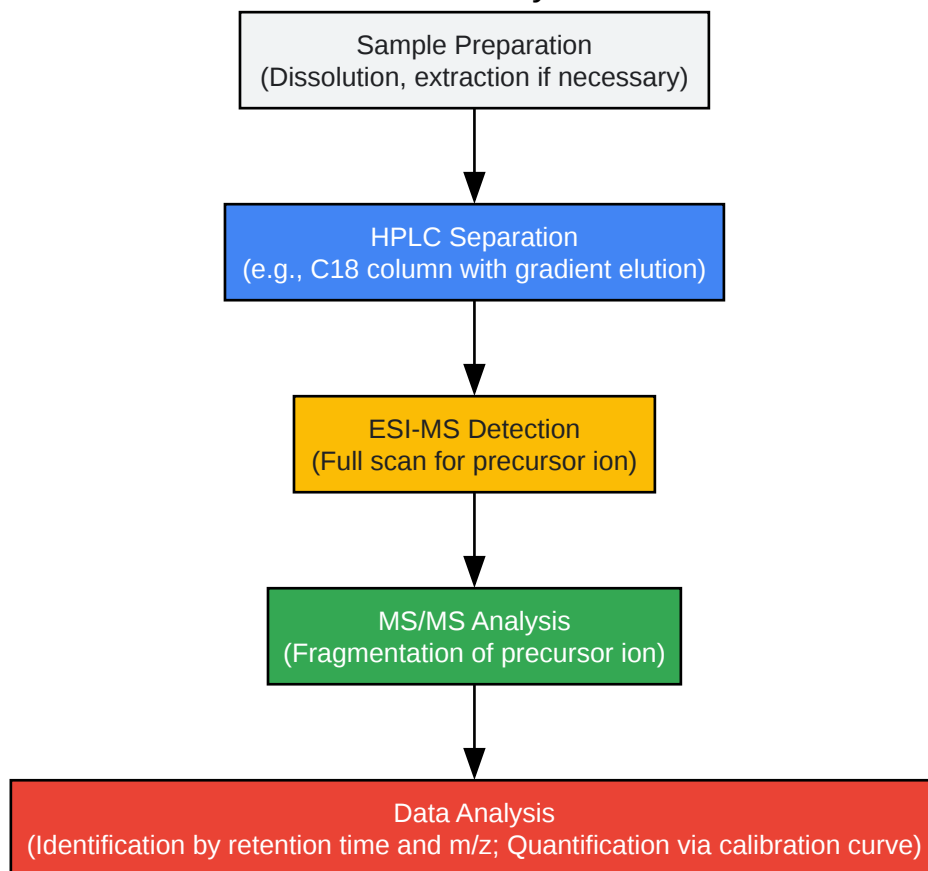 Sample Preparation
(Dissolution, extraction if necessary)
HPLC Separation
(e.g., C18 column with gradient elution)
ESI-MS Detection
(Full scan for precursor ion)
MS/MS Analysis
(Fragmentation of precursor ion)
Data Analysis
(Identification by retention time and m/z; Quantification via calibration curve)